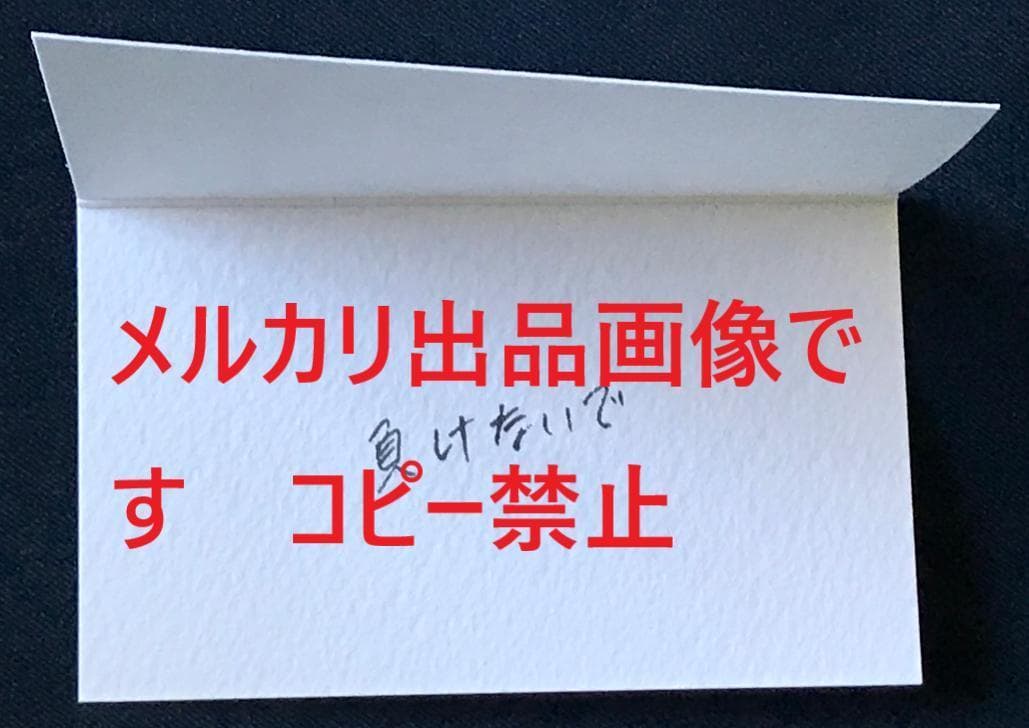 メルカリ出品画像で
負けないで
す　コピー禁止